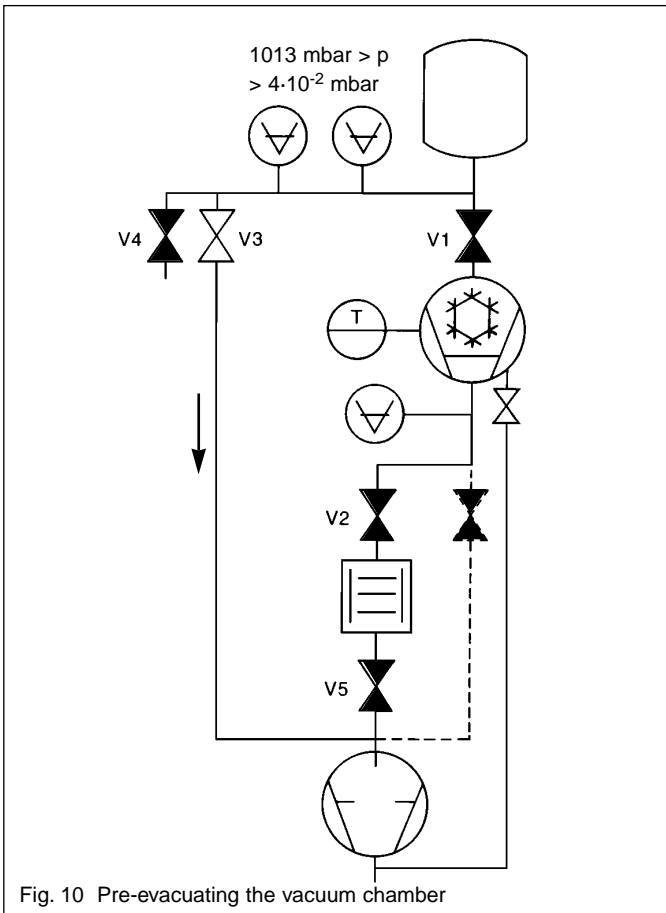 1013 mbar > p
> 4·10⁻² mbar
V4
V3
V1
T
V2
V5
Fig. 10 Pre-evacuating the vacuum chamber